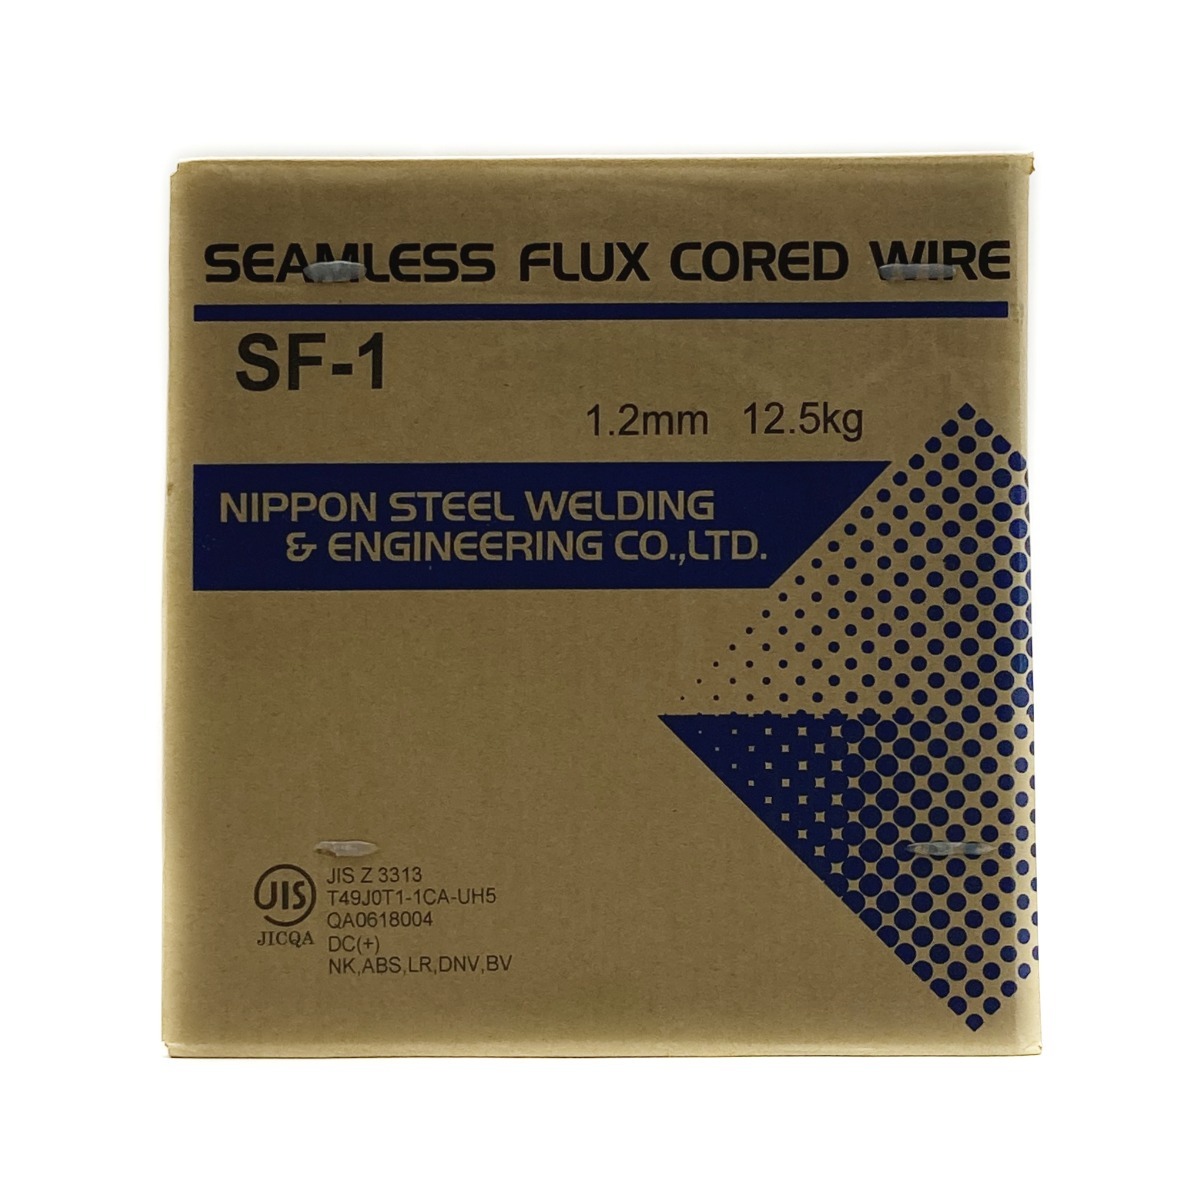 SEAMLESS FLUX CORED WIRE
SF-1
1.2mm 12.5kg
NIPPON STEEL WELDING
& ENGINEERING CO.,LTD.
JIS
JICQA
JIS Z 3313
T49J0T1-1CA-UH5
QA0618004
DC(+)
NK,ABS,LR,DNV,BV